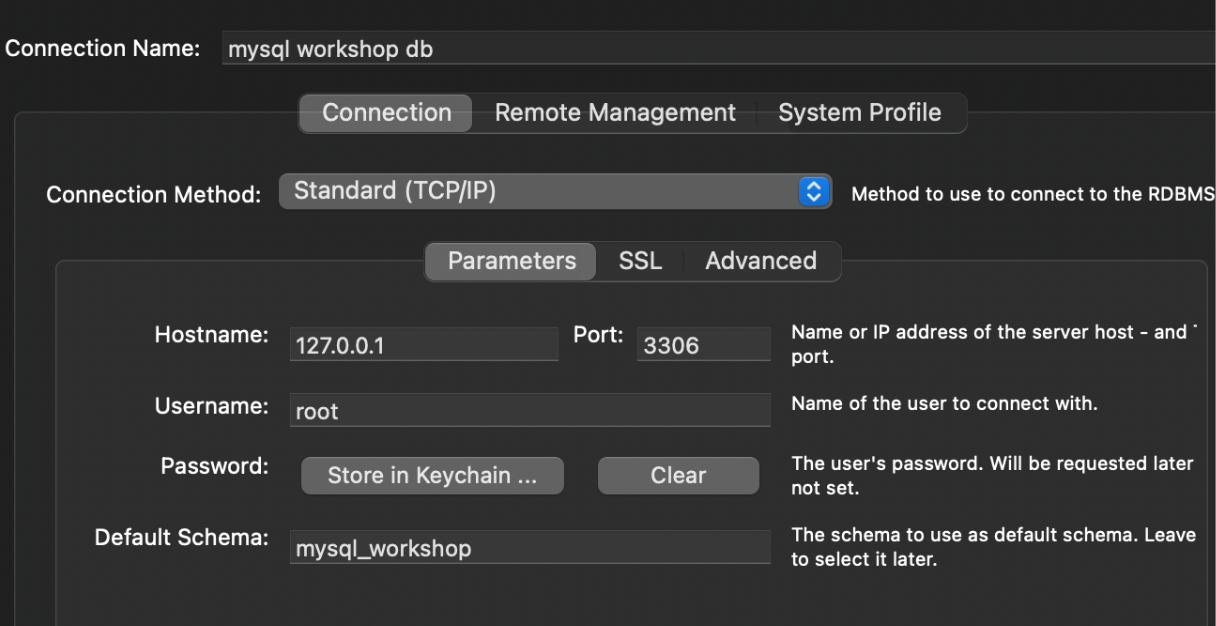 Connection Name: mysql workshop db
Connection Remote Management System Profile
Connection Method: Standard (TCP/IP) Method to use to connect to the RDBMS
Parameters SSL Advanced
Hostname: 127.0.0.1 Port: 3306 Name or IP address of the server host - and
port.
Username: root Name of the user to connect with.
Password: Store in Keychain ... Clear The user's password. Will be requested later
not set.
Default Schema: mysql_workshop The schema to use as default schema. Leave
to select it later.